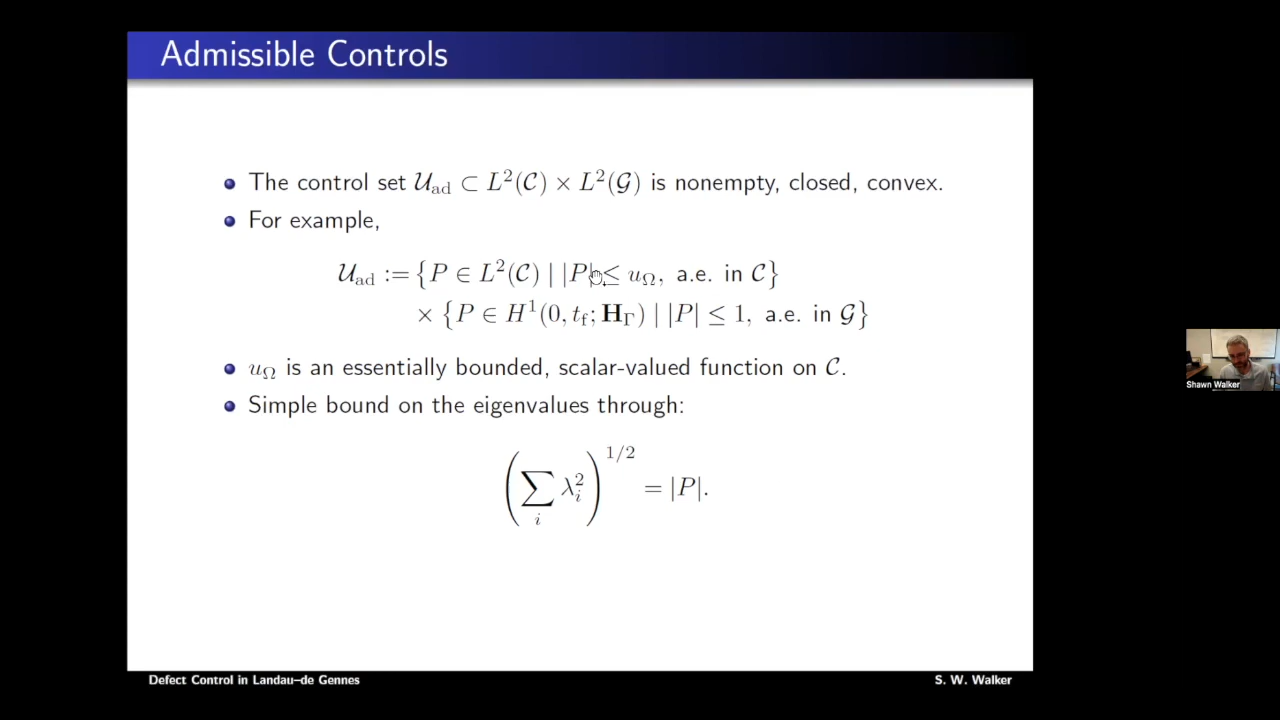 Admissible Controls
The control set 𝒰_ad ⊂ L²(𝒞) × L²(𝒢) is nonempty, closed, convex.
For example,
𝒰_ad := {P ∈ L²(𝒞) | |P| ≤ u_Ω, a.e. in 𝒞}
× {P ∈ H¹(0, t_f; 𝐇_Γ) | |P| ≤ 1, a.e. in 𝒢}
u_Ω is an essentially bounded, scalar-valued function on 𝒞.
Simple bound on the eigenvalues through:
(∑_i λ_i²)^{1/2} = |P|.
Shawn Walker
Defect Control in Landau–de Gennes
S. W. Walker